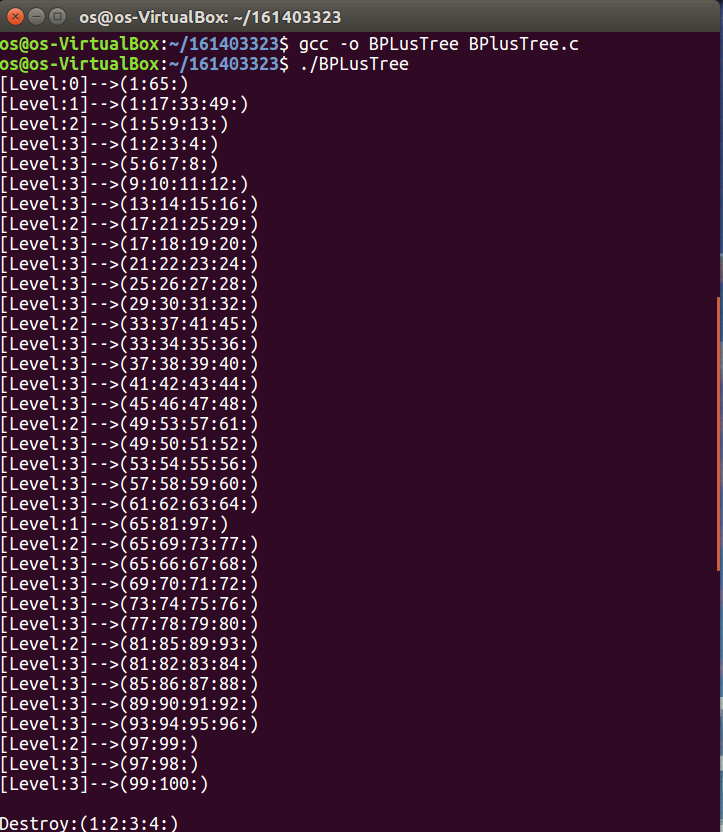 os@os-VirtualBox: ~/161403323
os@os-VirtualBox:~/161403323$ gcc -o BPLusTree BPlusTree.c
os@os-VirtualBox:~/161403323$ ./BPLusTree
[Level:0]-->(1:65:)
[Level:1]-->(1:17:33:49:)
[Level:2]-->(1:5:9:13:)
[Level:3]-->(1:2:3:4:)
[Level:3]-->(5:6:7:8:)
[Level:3]-->(9:10:11:12:)
[Level:3]-->(13:14:15:16:)
[Level:2]-->(17:21:25:29:)
[Level:3]-->(17:18:19:20:)
[Level:3]-->(21:22:23:24:)
[Level:3]-->(25:26:27:28:)
[Level:3]-->(29:30:31:32:)
[Level:2]-->(33:37:41:45:)
[Level:3]-->(33:34:35:36:)
[Level:3]-->(37:38:39:40:)
[Level:3]-->(41:42:43:44:)
[Level:3]-->(45:46:47:48:)
[Level:2]-->(49:53:57:61:)
[Level:3]-->(49:50:51:52:)
[Level:3]-->(53:54:55:56:)
[Level:3]-->(57:58:59:60:)
[Level:3]-->(61:62:63:64:)
[Level:1]-->(65:81:97:)
[Level:2]-->(65:69:73:77:)
[Level:3]-->(65:66:67:68:)
[Level:3]-->(69:70:71:72:)
[Level:3]-->(73:74:75:76:)
[Level:3]-->(77:78:79:80:)
[Level:2]-->(81:85:89:93:)
[Level:3]-->(81:82:83:84:)
[Level:3]-->(85:86:87:88:)
[Level:3]-->(89:90:91:92:)
[Level:3]-->(93:94:95:96:)
[Level:2]-->(97:99:)
[Level:3]-->(97:98:)
[Level:3]-->(99:100:)
Destroy:(1:2:3:4:)